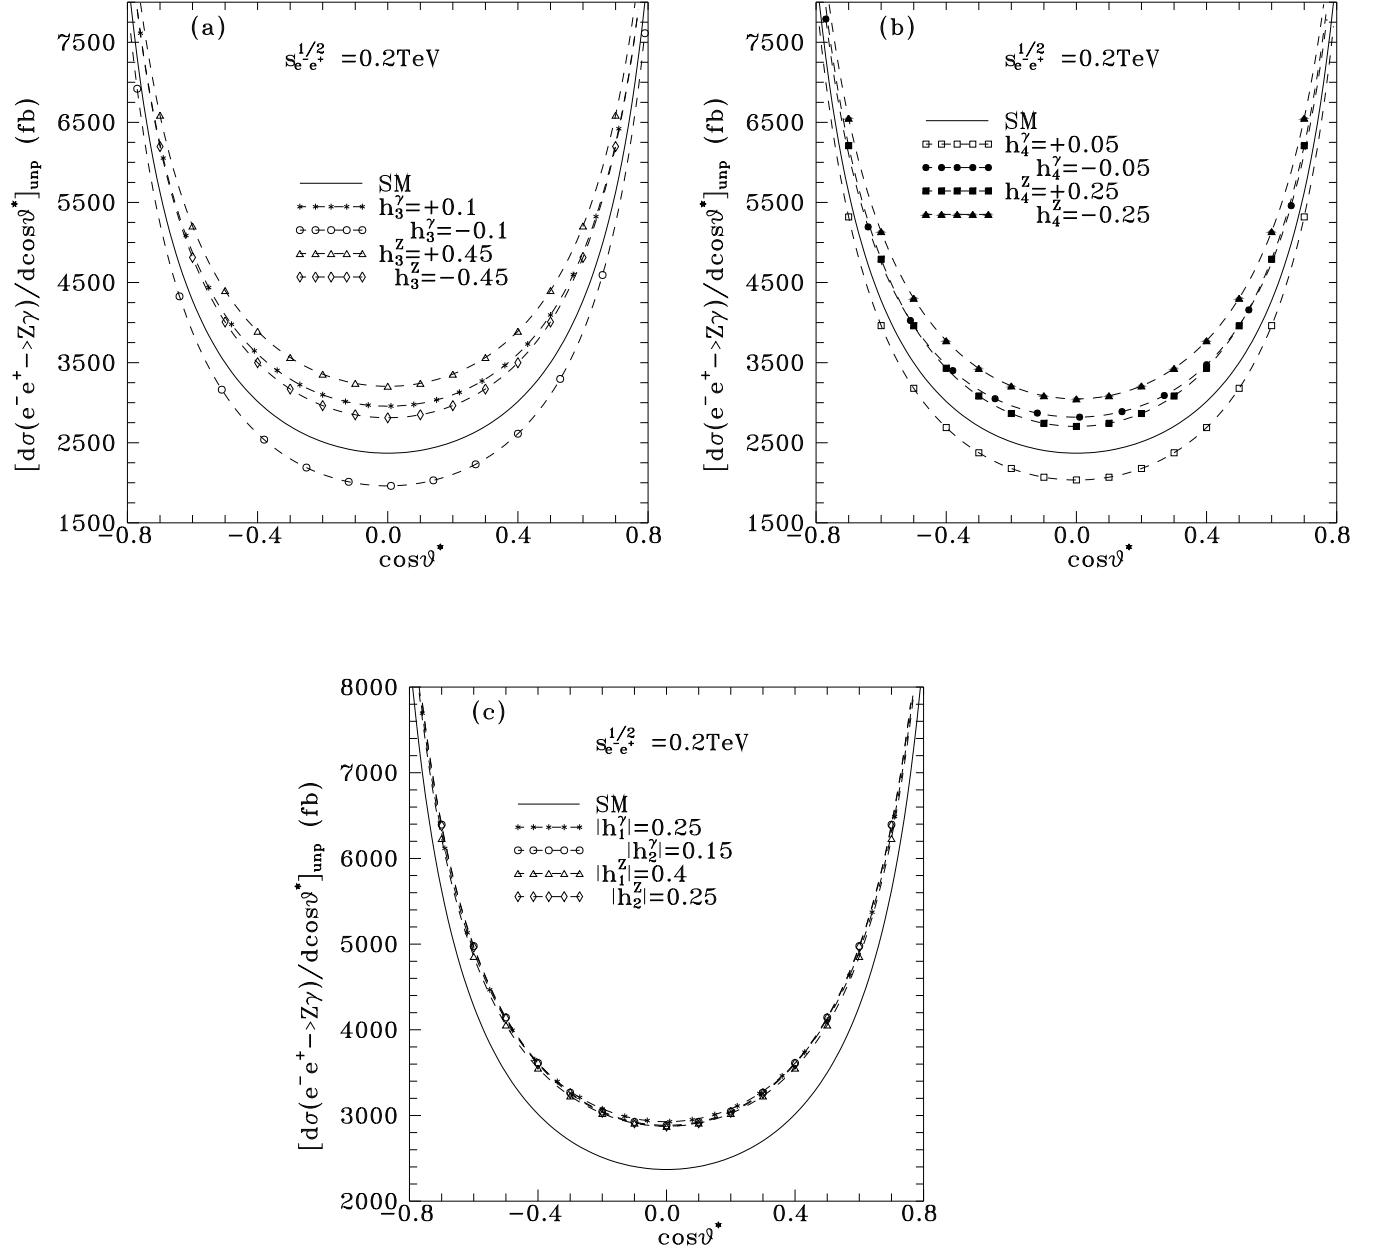 (a)
s_{e⁻e⁺}^{1/2} =0.2TeV
7500
6500
5500
4500
3500
2500
1500
[dσ(e⁻e⁺−>Zγ)/dcosϑ*]_{unp} (fb)
SM
h_3^γ=+0.1
h_3^γ=−0.1
h_3^Z=+0.45
h_3^Z=−0.45
−0.8 −0.4 0.0 0.4 0.8
cosϑ*
(b)
s_{e⁻e⁺}^{1/2} =0.2TeV
7500
6500
5500
4500
3500
2500
1500
[dσ(e⁻e⁺−>Zγ)/dcosϑ*]_{unp} (fb)
SM
h_4^γ=+0.05
h_4^γ=−0.05
h_4^Z=+0.25
h_4^Z=−0.25
−0.8 −0.4 0.0 0.4 0.8
cosϑ*
(c)
s_{e⁻e⁺}^{1/2} =0.2TeV
8000
7000
6000
5000
4000
3000
2000
[dσ(e⁻e⁺−>Zγ)/dcosϑ*]_{unp} (fb)
SM
|h_1^γ|=0.25
|h_2^γ|=0.15
|h_1^Z|=0.4
|h_2^Z|=0.25
−0.8 −0.4 0.0 0.4 0.8
cosϑ*